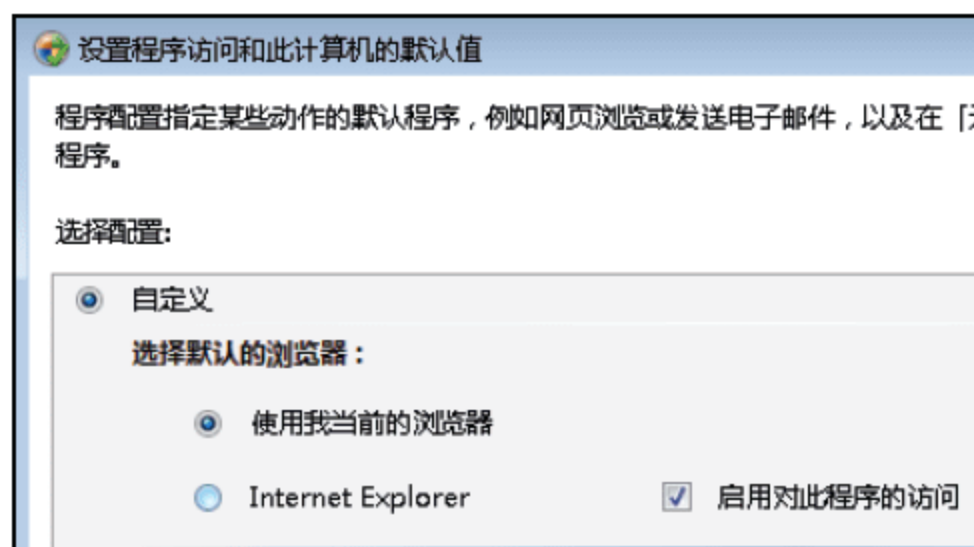 设置程序访问和此计算机的默认值
程序配置指定某些动作的默认程序，例如网页浏览或发送电子邮件，以及在「
程序。
选择配置:
自定义
选择默认的浏览器：
使用我当前的浏览器
Internet Explorer 启用对此程序的访问